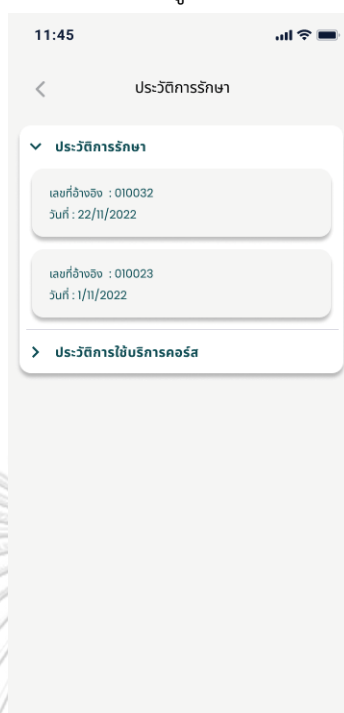 11:45
ประวัติการรักษา
ประวัติการรักษา
เลขที่อ้างอิง : 010032
วันที่ : 22/11/2022
เลขที่อ้างอิง : 010023
วันที่ : 1/11/2022
ประวัติการใช้บริการคอร์ส